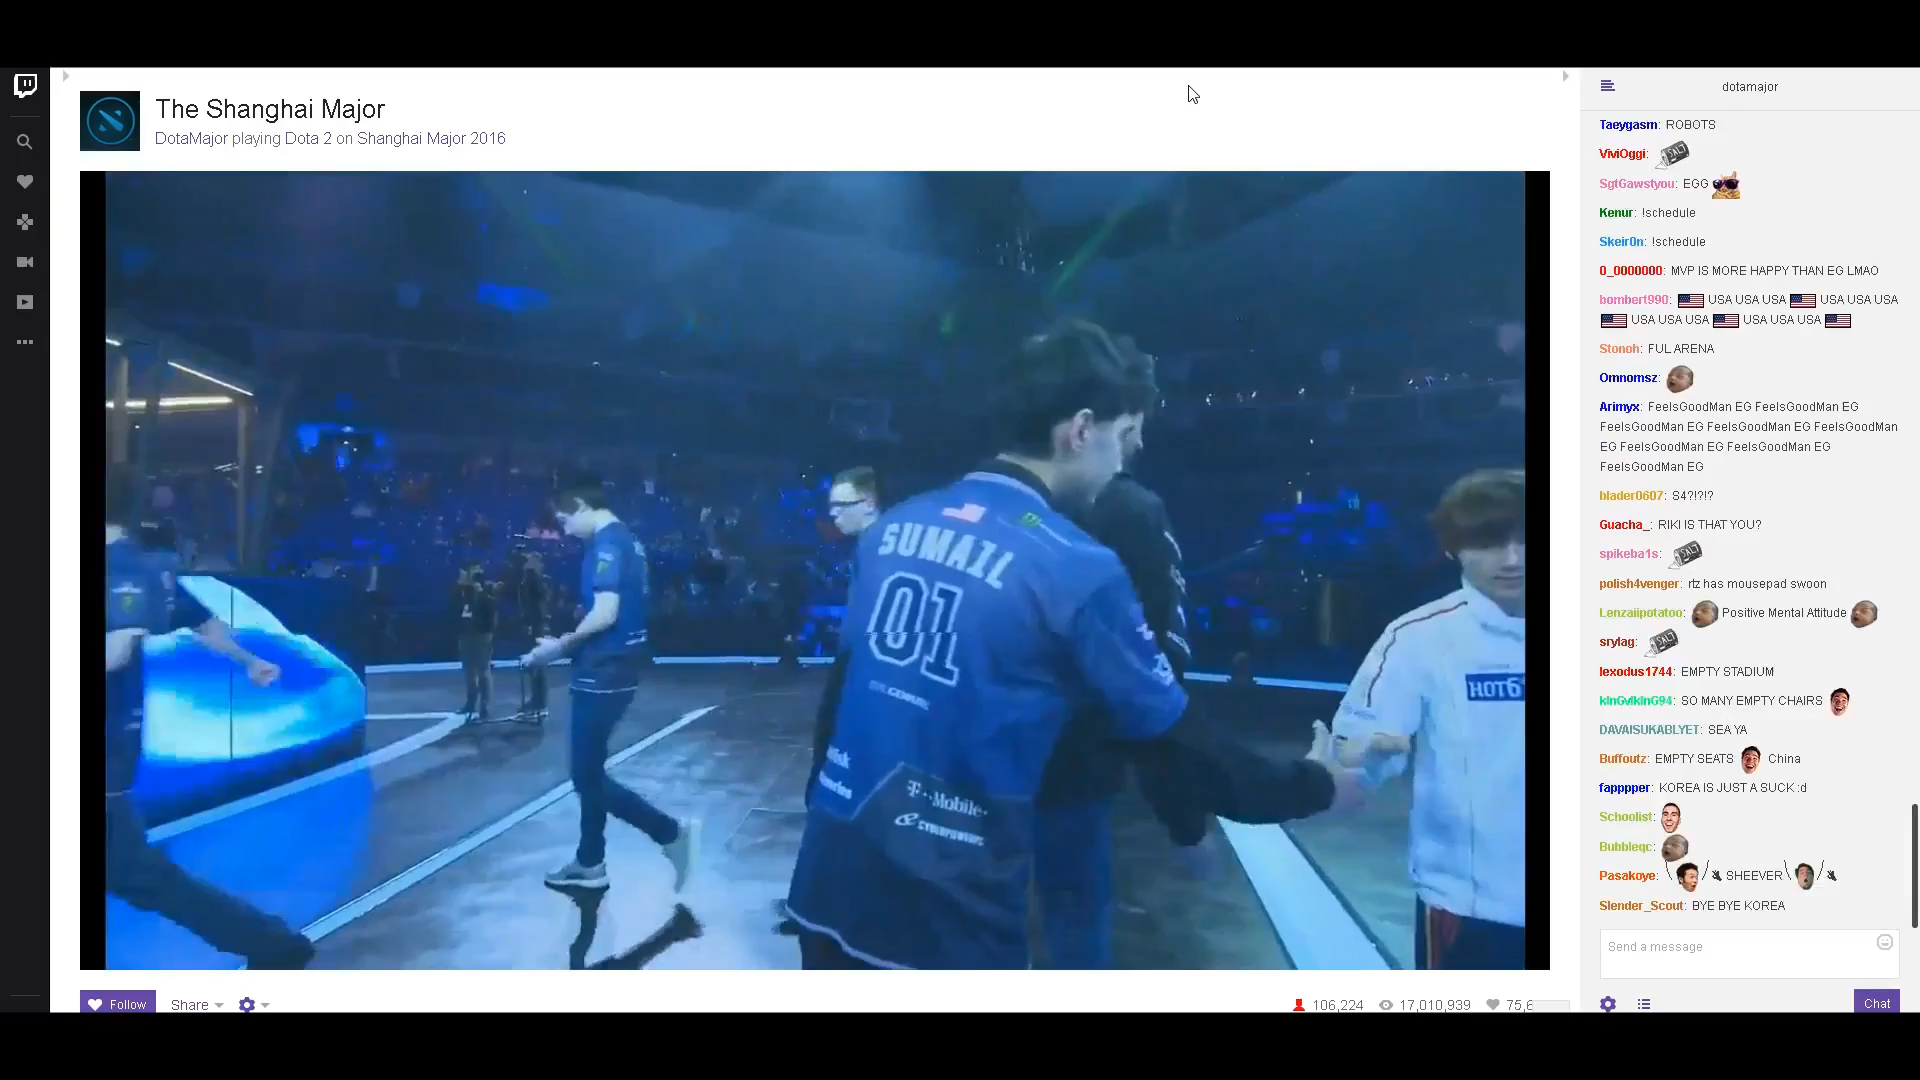 The Shanghai Major
DotaMajor playing Dota 2 on Shanghai Major 2016
SUMAIL
01
T··Mobile·
HOT6
Follow
Share
106,224
17,010,939
dotamajor
Taeygasm: ROBOTS
ViviOggi:
SALT
SgtGawstyou: EGG
Kenur: !schedule
Skeir0n: !schedule
0_0000000: MVP IS MORE HAPPY THAN EG LMAO
bombert990: USA USA USA USA USA USA
USA USA USA USA USA USA
Stonoh: FUL ARENA
Omnomsz:
Arimyx: FeelsGoodMan EG FeelsGoodMan EG
FeelsGoodMan EG FeelsGoodMan EG FeelsGoodMan
EG FeelsGoodMan EG FeelsGoodMan EG
FeelsGoodMan EG
blader0607: S4?!?!?
Guacha_: RIKI IS THAT YOU?
spikeba1s:
SALT
polish4venger: rtz has mousepad swoon
Lenzaiipotatoo: Positive Mental Attitude
srylag:
SALT
lexodus1744: EMPTY STADIUM
kInGvIkInG94: SO MANY EMPTY CHAIRS
DAVAISUKABLYET: SEA YA
Buffoutz: EMPTY SEATS China
fapppper: KOREA IS JUST A SUCK :d
Schoolist:
Bubbleqc:
Pasakoye: \ / SHEEVER \ /
Slender_Scout: BYE BYE KOREA
Send a message
Chat